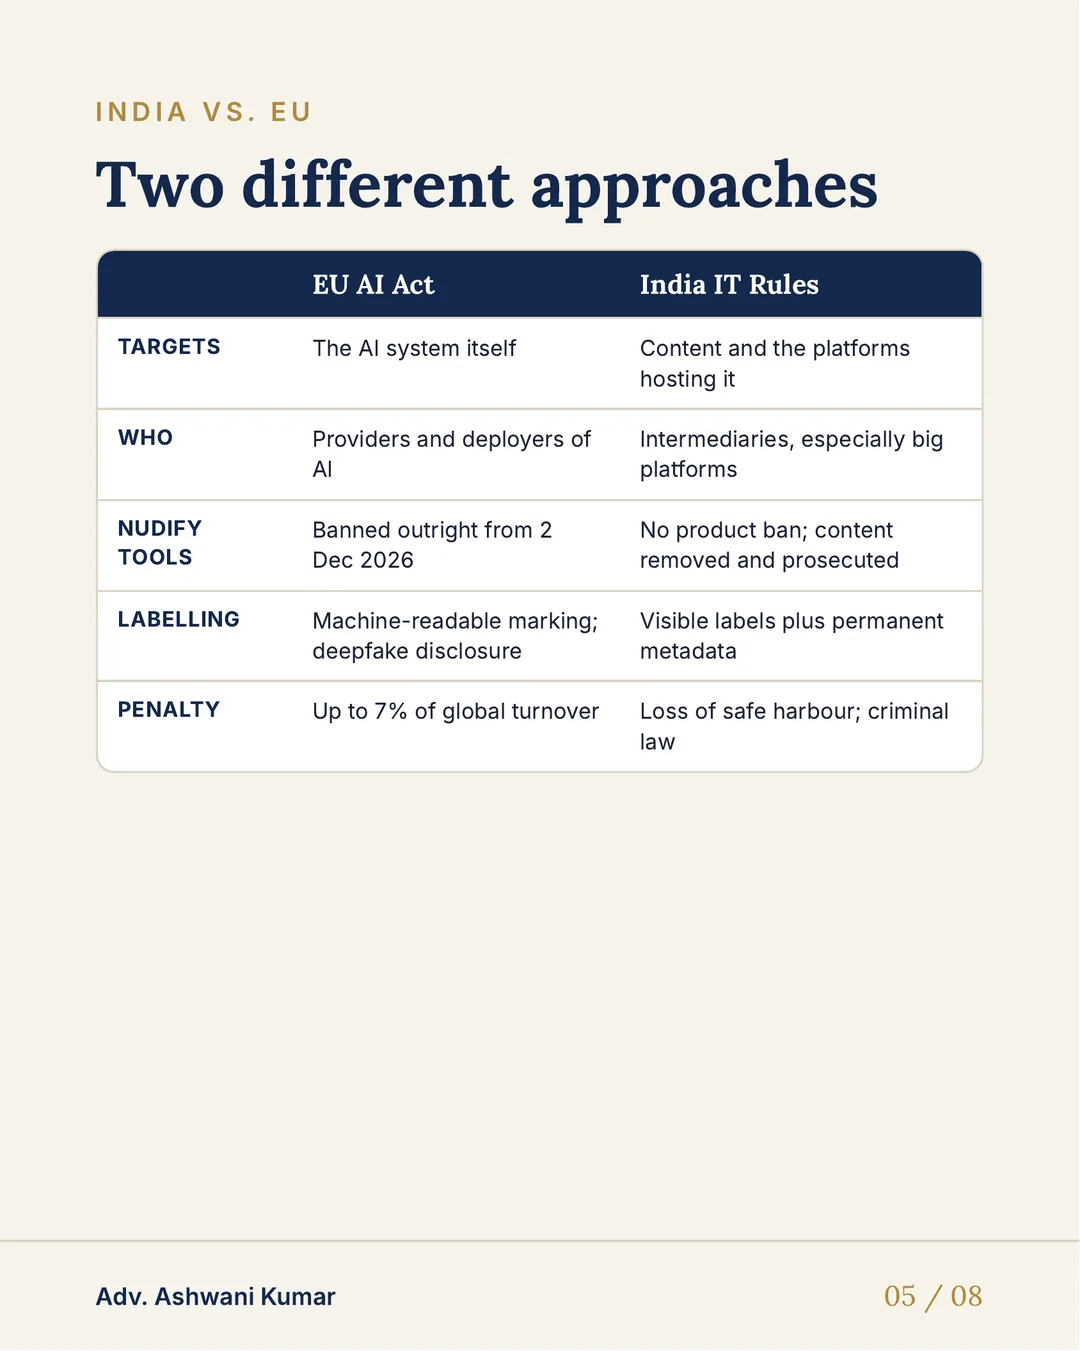 INDIA VS. EU
Two different approaches
EU AI Act
India IT Rules
TARGETS
The AI system itself
Content and the platforms
hosting it
WHO
Providers and deployers of
AI
Intermediaries, especially big
platforms
NUDIFY
TOOLS
Banned outright from 2
Dec 2026
No product ban; content
removed and prosecuted
LABELLING
Machine-readable marking;
deepfake disclosure
Visible labels plus permanent
metadata
PENALTY
Up to 7% of global turnover
Loss of safe harbour; criminal
law
Adv. Ashwani Kumar
05 / 08